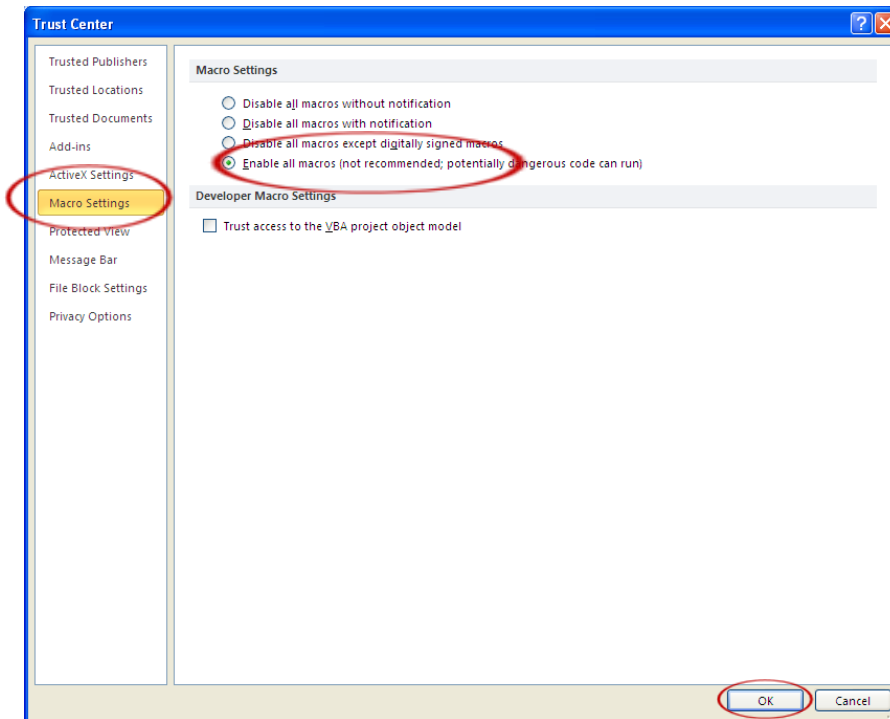 Trust Center
Trusted Publishers
Trusted Locations
Trusted Documents
Add-ins
ActiveX Settings
Macro Settings
Protected View
Message Bar
File Block Settings
Privacy Options
Macro Settings
Disable all macros without notification
Disable all macros with notification
Disable all macros except digitally signed macros
Enable all macros (not recommended; potentially dangerous code can run)
Developer Macro Settings
Trust access to the VBA project object model
OK
Cancel